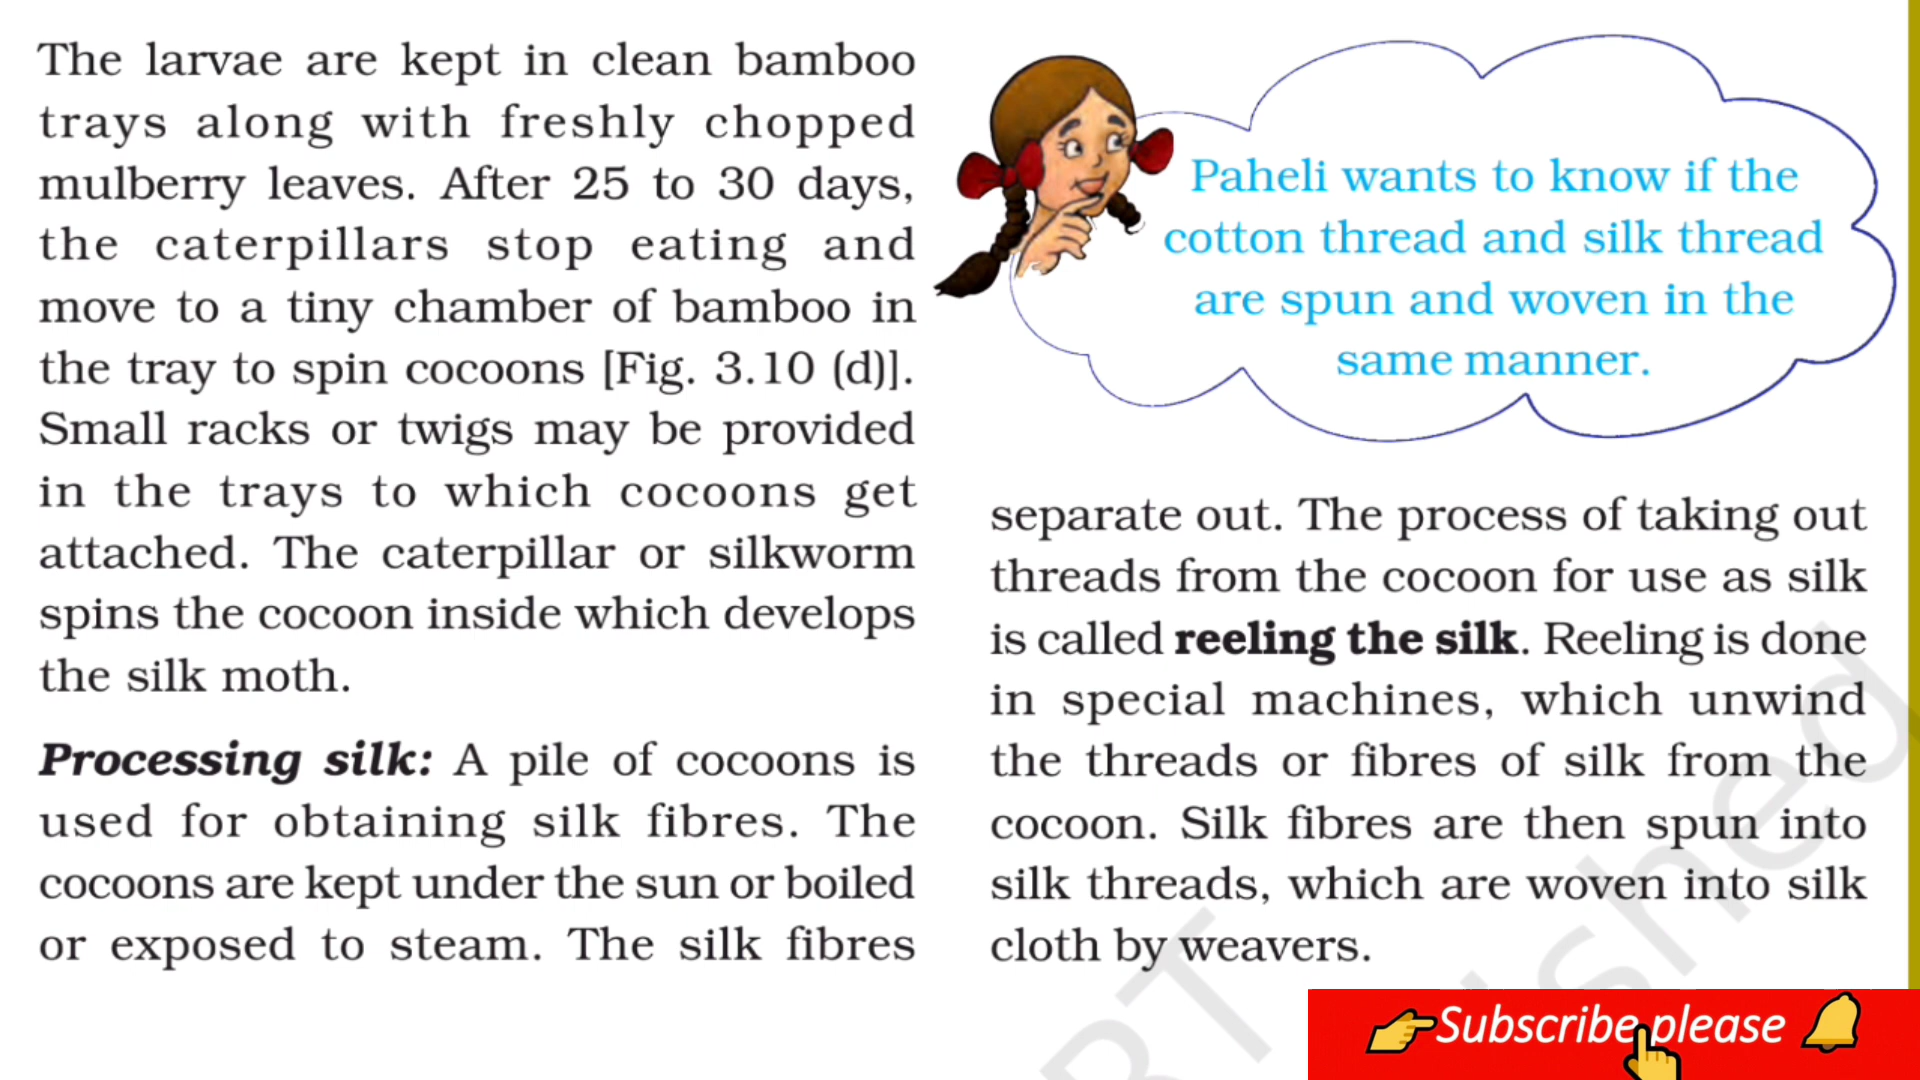 The larvae are kept in clean bamboo
trays along with freshly chopped
mulberry leaves. After 25 to 30 days,
the caterpillars stop eating and
move to a tiny chamber of bamboo in
the tray to spin cocoons [Fig. 3.10 (d)].
Small racks or twigs may be provided
in the trays to which cocoons get
attached. The caterpillar or silkworm
spins the cocoon inside which develops
the silk moth.
Processing silk: A pile of cocoons is
used for obtaining silk fibres. The
cocoons are kept under the sun or boiled
or exposed to steam. The silk fibres
Paheli wants to know if the
cotton thread and silk thread
are spun and woven in the
same manner.
separate out. The process of taking out
threads from the cocoon for use as silk
is called reeling the silk. Reeling is done
in special machines, which unwind
the threads or fibres of silk from the
cocoon. Silk fibres are then spun into
silk threads, which are woven into silk
cloth by weavers.
Subscribe please